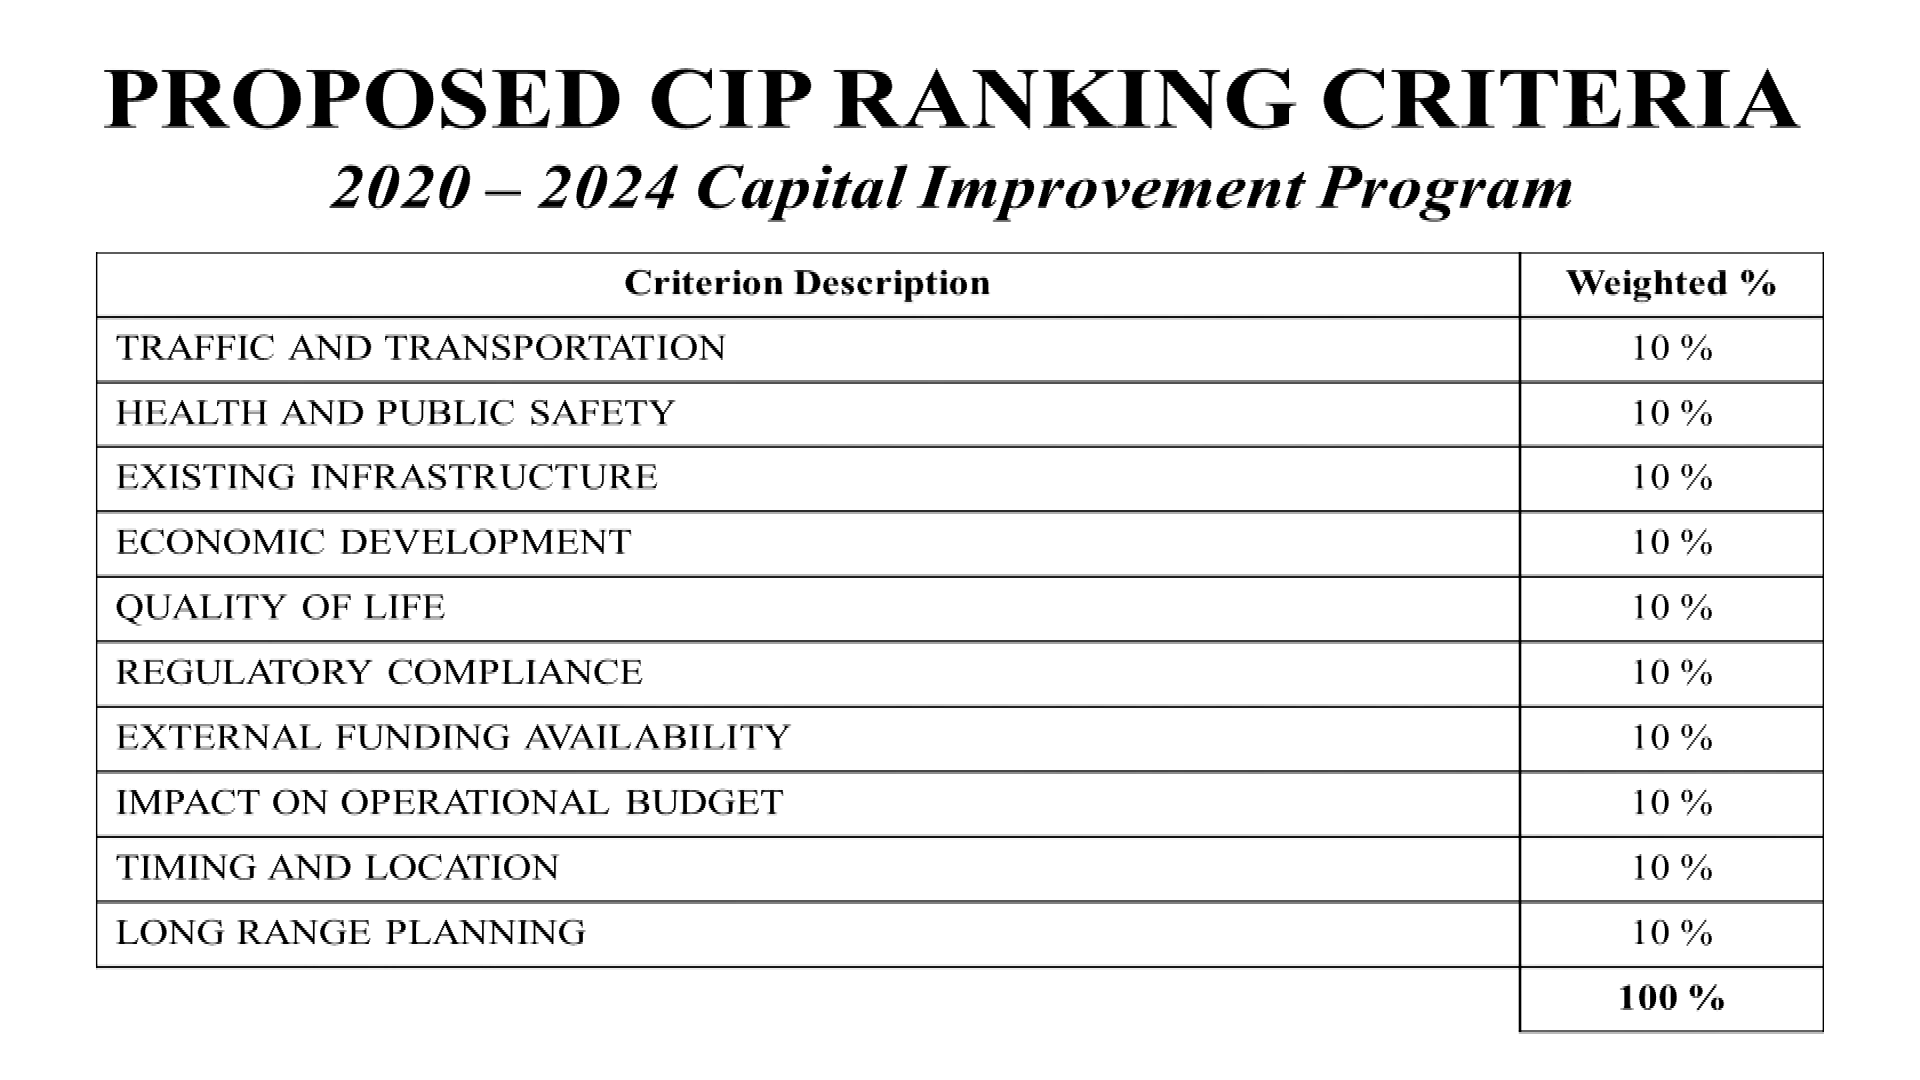 PROPOSED CIP RANKING CRITERIA
2020 – 2024 Capital Improvement Program
Criterion Description Weighted %
TRAFFIC AND TRANSPORTATION 10 %
HEALTH AND PUBLIC SAFETY 10 %
EXISTING INFRASTRUCTURE 10 %
ECONOMIC DEVELOPMENT 10 %
QUALITY OF LIFE 10 %
REGULATORY COMPLIANCE 10 %
EXTERNAL FUNDING AVAILABILITY 10 %
IMPACT ON OPERATIONAL BUDGET 10 %
TIMING AND LOCATION 10 %
LONG RANGE PLANNING 10 %
100 %